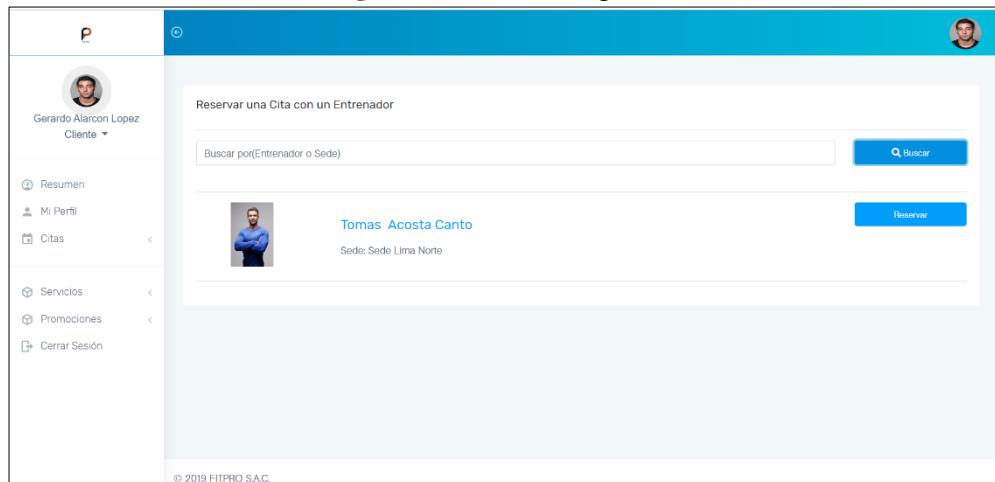 Gerardo Alarcon Lopez
Cliente
Resumen
Mi Perfil
Citas
Servicios
Promociones
Cerrar Sesión
Reservar una Cita con un Entrenador
Buscar por(Entrenador o Sede)
Buscar
Tomas Acosta Canto
Sede: Sede Lima Norte
Reservar
© 2019 FITPRO S.A.C.